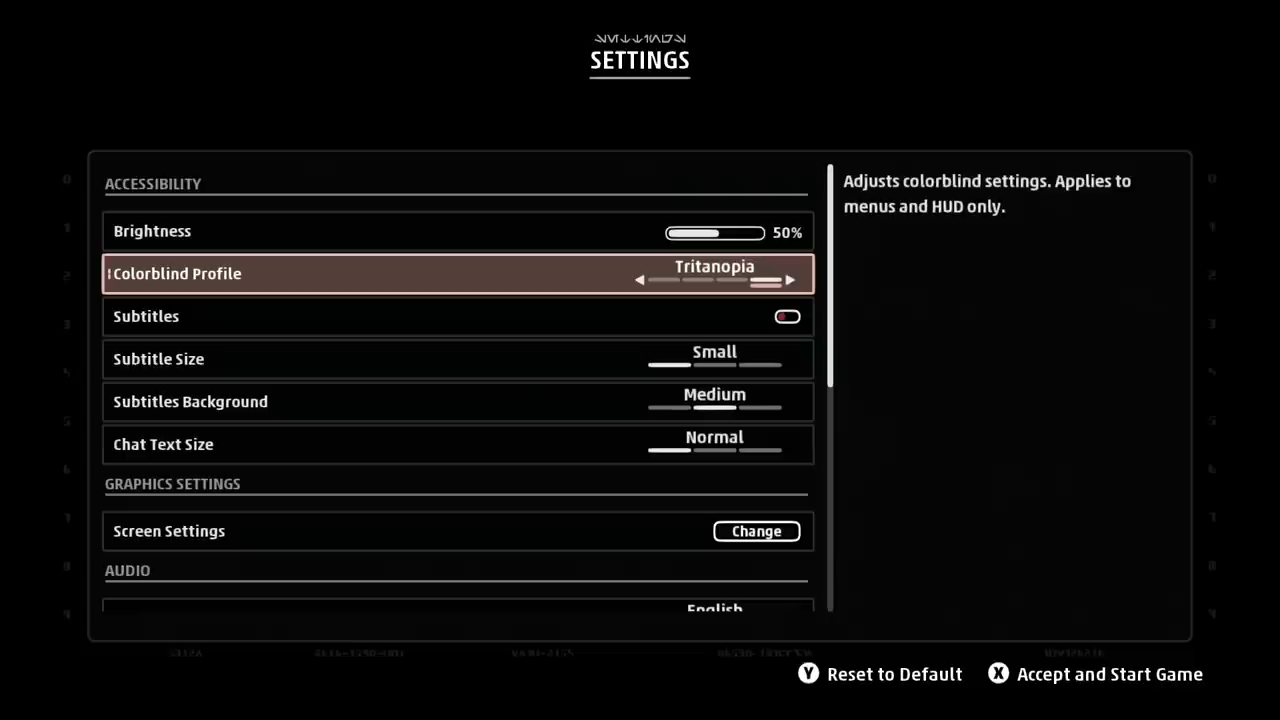 SETTINGS
ACCESSIBILITY
Brightness 50%
Colorblind Profile Tritanopia
Subtitles
Subtitle Size Small
Subtitles Background Medium
Chat Text Size Normal
GRAPHICS SETTINGS
Screen Settings Change
AUDIO
English
Adjusts colorblind settings. Applies to
menus and HUD only.
Y Reset to Default X Accept and Start Game